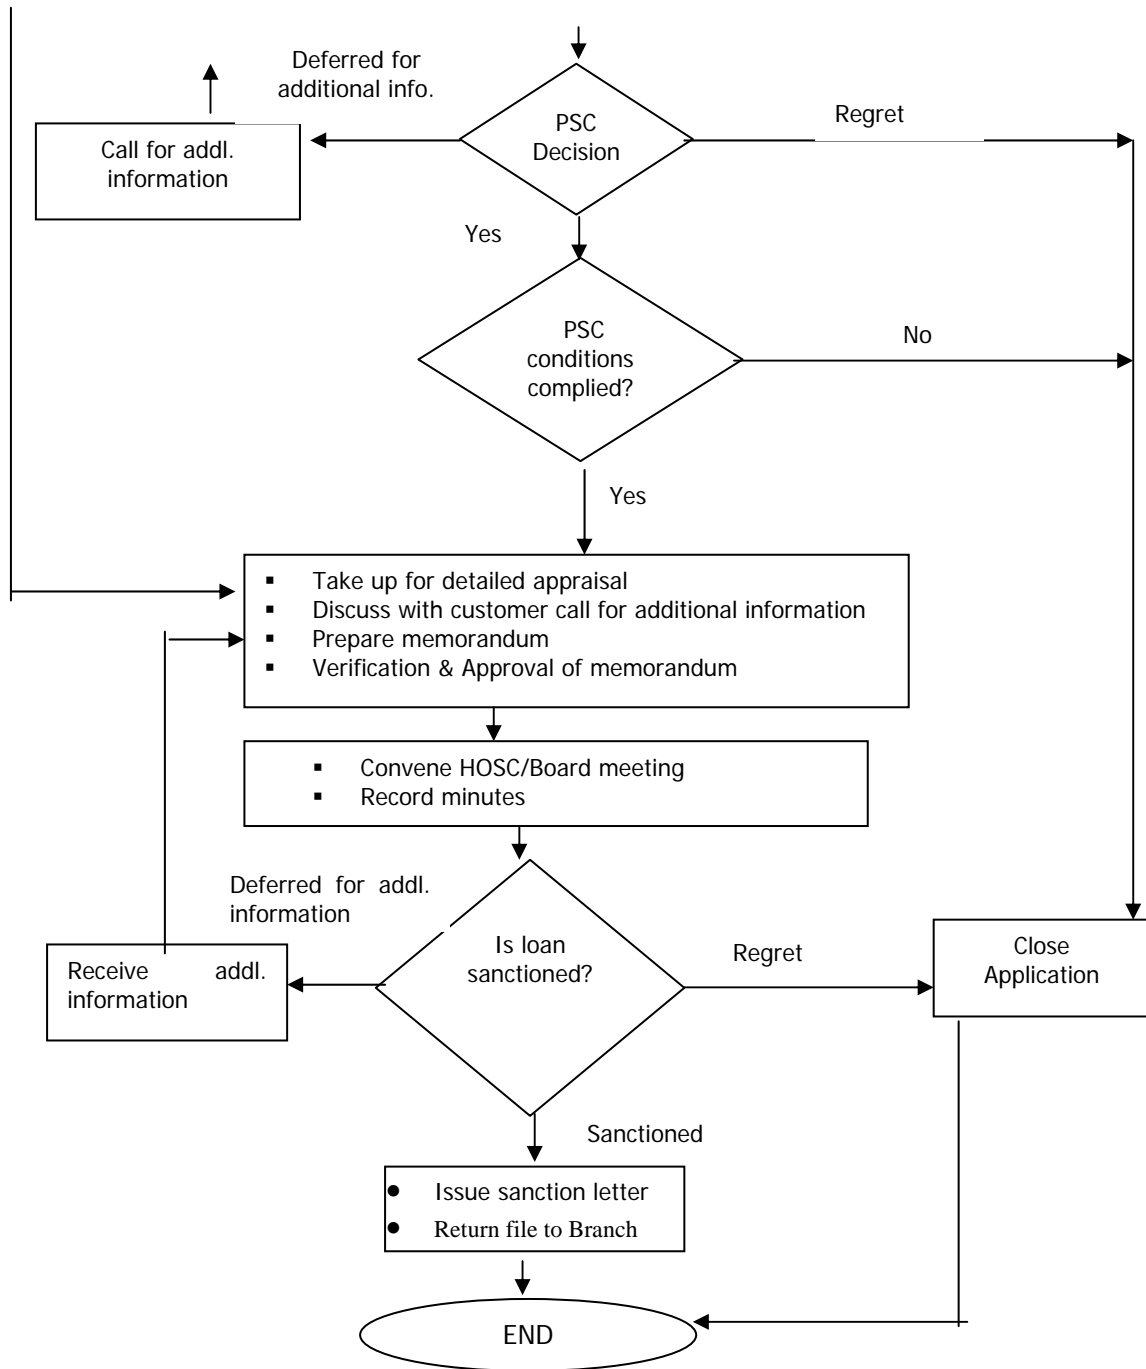 Deferred for
additional info.
Regret
PSC
Decision
Call for addl.
information
Yes
PSC
conditions
complied?
No
Yes
▪ Take up for detailed appraisal
▪ Discuss with customer call for additional information
▪ Prepare memorandum
▪ Verification & Approval of memorandum
▪ Convene HOSC/Board meeting
▪ Record minutes
Deferred for addl.
information
Is loan
sanctioned?
Regret
Close
Application
Receive addl.
information
Sanctioned
● Issue sanction letter
● Return file to Branch
END